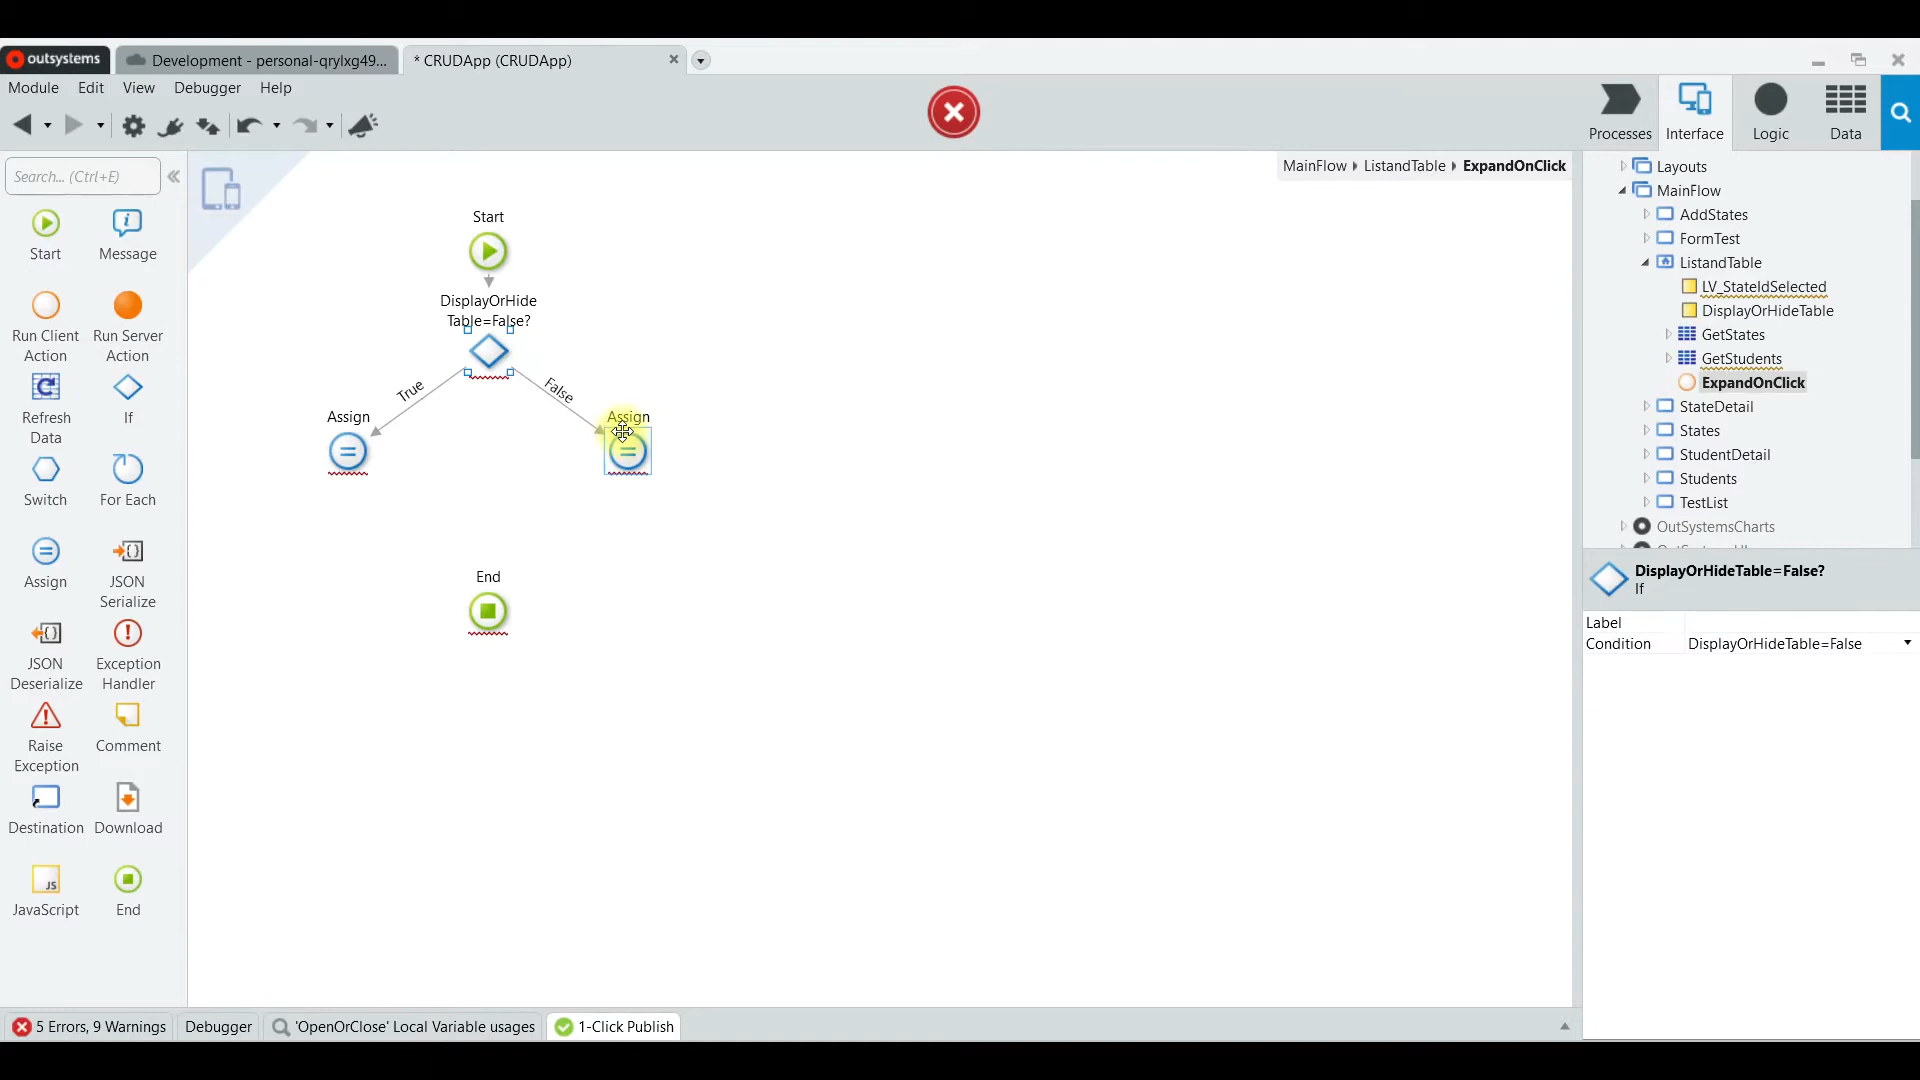 outsystems
Development - personal-qrylxg49...
* CRUDApp (CRUDApp)
Module
Edit
View
Debugger
Help
Processes
Interface
Logic
Data
Search... (Ctrl+E)
Start
Message
Run Client
Action
Run Server
Action
Refresh
Data
If
Switch
For Each
Assign
JSON
Serialize
JSON
Deserialize
Exception
Handler
Raise
Exception
Comment
Destination
Download
JS
JavaScript
End
MainFlow
ListandTable
ExpandOnClick
Start
DisplayOrHide
Table=False?
True
False
Assign
Assign
End
Layouts
MainFlow
AddStates
FormTest
ListandTable
LV_StateIdSelected
DisplayOrHideTable
GetStates
GetStudents
ExpandOnClick
StateDetail
States
StudentDetail
Students
TestList
OutSystemsCharts
DisplayOrHideTable=False?
If
Label
Condition
DisplayOrHideTable=False
5 Errors, 9 Warnings
Debugger
'OpenOrClose' Local Variable usages
1-Click Publish